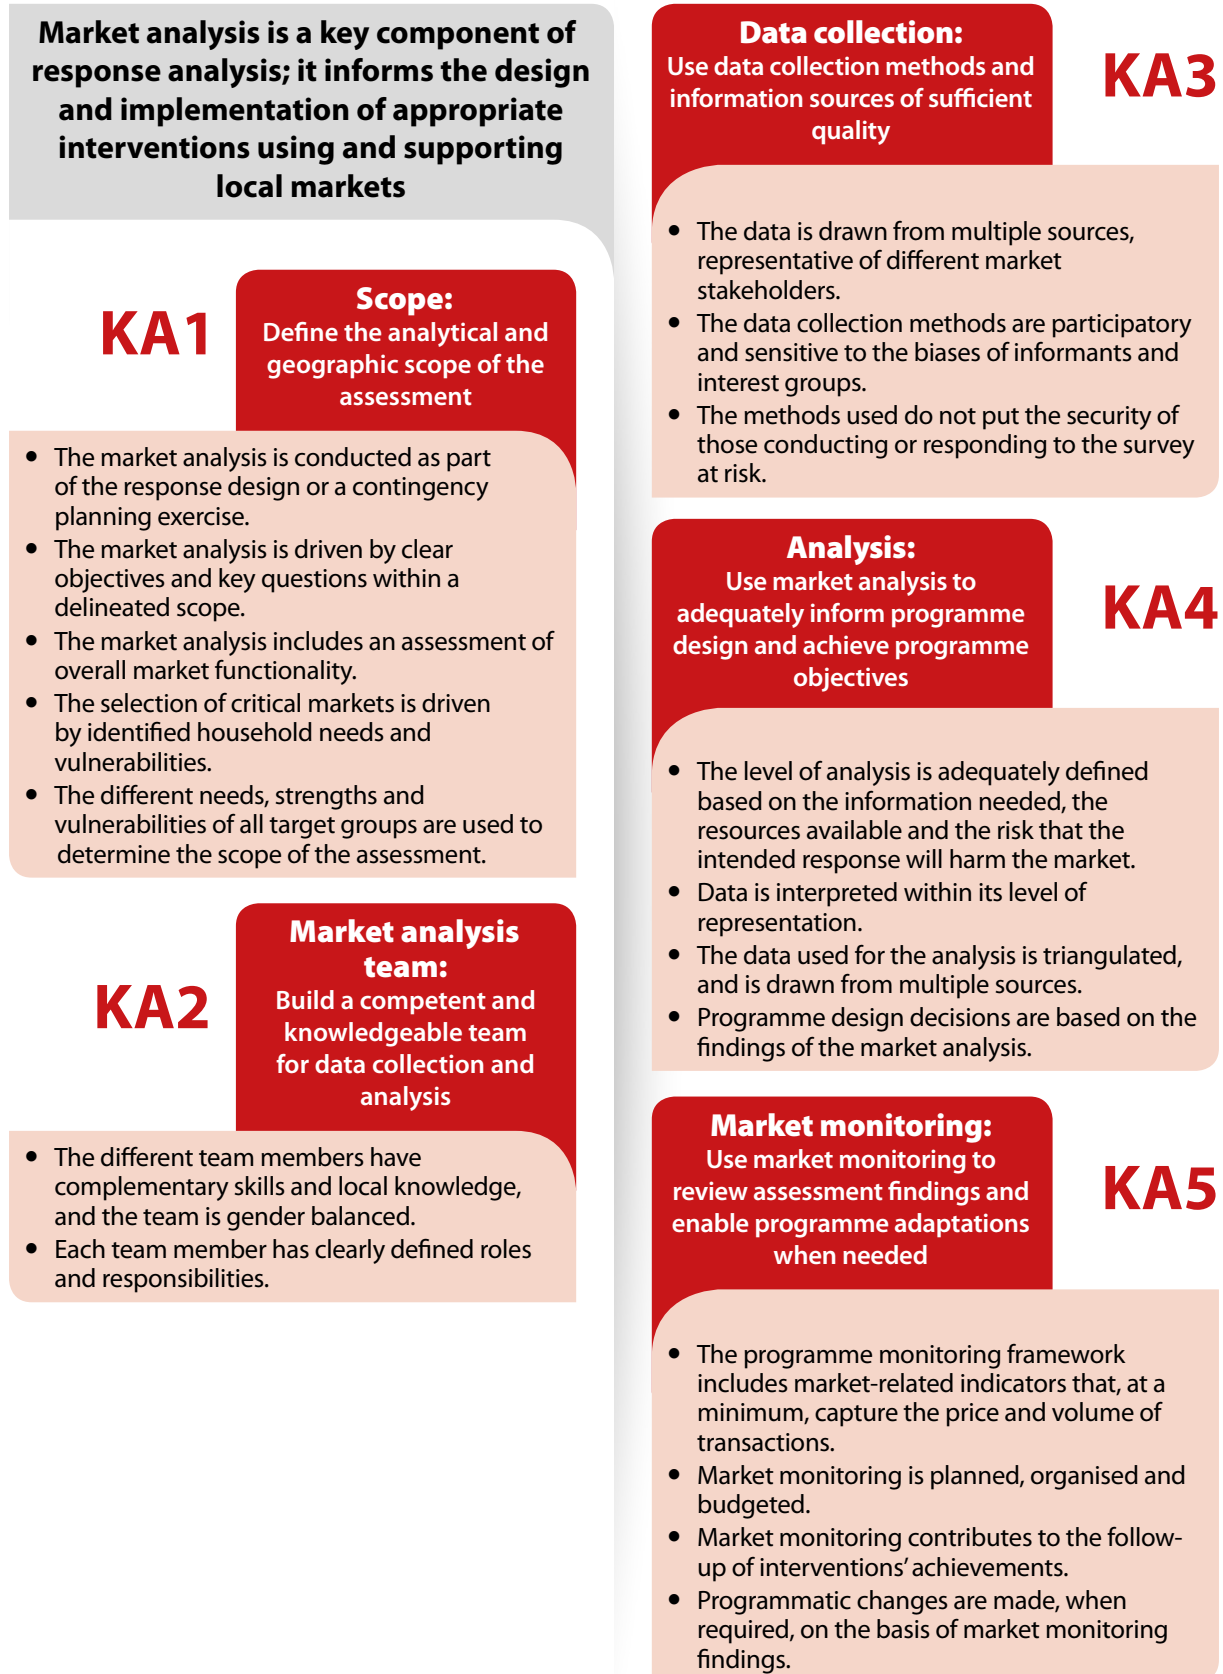 Market analysis is a key component of
response analysis; it informs the design
and implementation of appropriate
interventions using and supporting
local markets
KA1
Scope:
Define the analytical and
geographic scope of the
assessment
• The market analysis is conducted as part
of the response design or a contingency
planning exercise.
• The market analysis is driven by clear
objectives and key questions within a
delineated scope.
• The market analysis includes an assessment of
overall market functionality.
• The selection of critical markets is driven
by identified household needs and
vulnerabilities.
• The different needs, strengths and
vulnerabilities of all target groups are used to
determine the scope of the assessment.
KA2
Market analysis
team:
Build a competent and
knowledgeable team
for data collection and
analysis
• The different team members have
complementary skills and local knowledge,
and the team is gender balanced.
• Each team member has clearly defined roles
and responsibilities.
Data collection:
Use data collection methods and
information sources of sufficient
quality
KA3
• The data is drawn from multiple sources,
representative of different market
stakeholders.
• The data collection methods are participatory
and sensitive to the biases of informants and
interest groups.
• The methods used do not put the security of
those conducting or responding to the survey
at risk.
Analysis:
Use market analysis to
adequately inform programme
design and achieve programme
objectives
KA4
• The level of analysis is adequately defined
based on the information needed, the
resources available and the risk that the
intended response will harm the market.
• Data is interpreted within its level of
representation.
• The data used for the analysis is triangulated,
and is drawn from multiple sources.
• Programme design decisions are based on the
findings of the market analysis.
Market monitoring:
Use market monitoring to
review assessment findings and
enable programme adaptations
when needed
KA5
• The programme monitoring framework
includes market-related indicators that, at a
minimum, capture the price and volume of
transactions.
• Market monitoring is planned, organised and
budgeted.
• Market monitoring contributes to the follow-
up of interventions’ achievements.
• Programmatic changes are made, when
required, on the basis of market monitoring
findings.